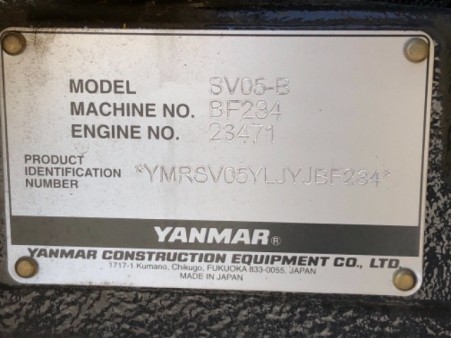 MODEL SV05-B
MACHINE NO. BF234
ENGINE NO. 23471
PRODUCT
IDENTIFICATION *YMRSV05YLJYJBF234*
NUMBER
YANMAR®
YANMAR CONSTRUCTION EQUIPMENT CO., LTD.
1717-1 Kumano, Chikugo, FUKUOKA 833-0055, JAPAN
MADE IN JAPAN